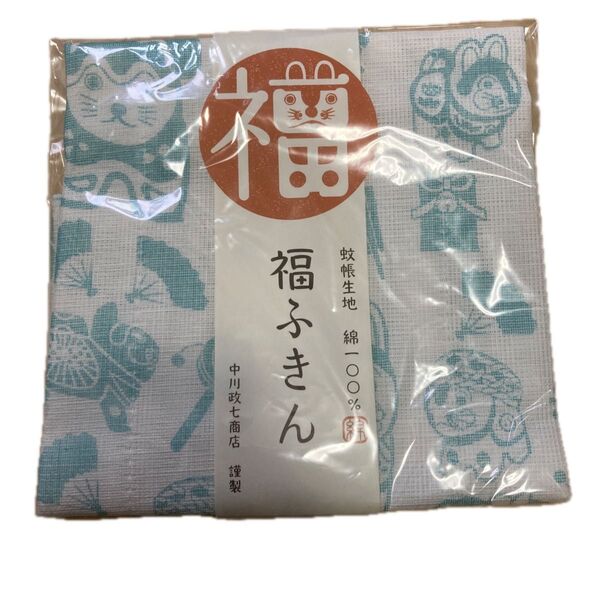 福
蚊帳生地 綿一〇〇%
福ふきん
中川政七商店 謹製